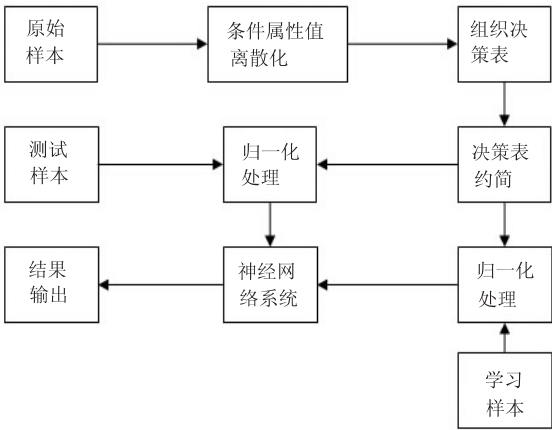 原始
样本
条件属性值
离散化
组织决
策表
测试
样本
归一化
处理
决策表
约简
结果
输出
神经网
络系统
归一化
处理
学习
样本